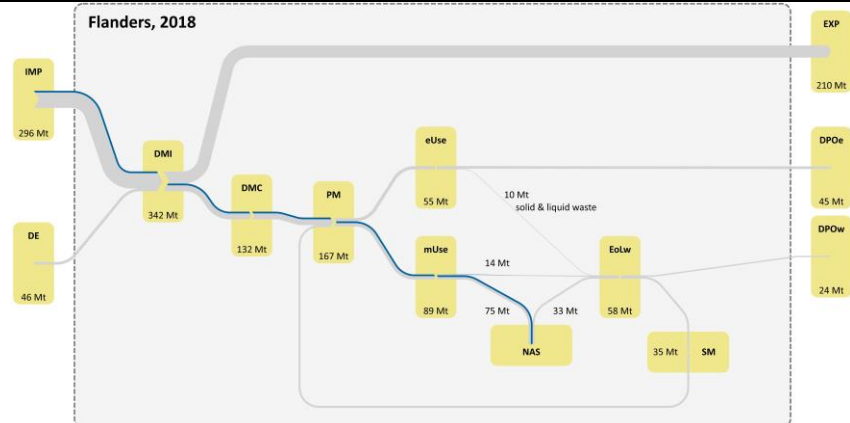 Flanders, 2018
EXP
210 Mt
IMP
296 Mt
DMI
342 Mt
eUse
55 Mt
DPOe
45 Mt
DMC
132 Mt
PM
167 Mt
10 Mt
solid & liquid waste
DE
46 Mt
mUse
89 Mt
14 Mt
75 Mt
33 Mt
EoLw
58 Mt
DPOw
24 Mt
NAS
35 Mt
SM